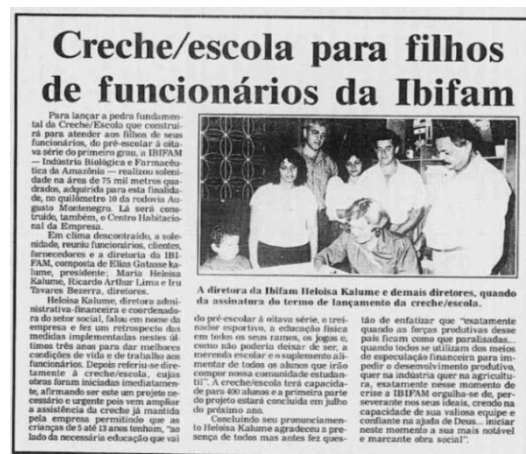 Creche/escola para filhos
de funcionários da Ibifam
Para lançar a pedra fundamen-
tal da Creche/Escola que construi-
rá para atender aos filhos de seus
funcionários, do pré-escolar à oita-
va série do primeiro grau, a IBIFAM
— Indústria Biológica e Farmacêu-
tica da Amazônia — realizou soleni-
dade na área de 75 mil metros qua-
drados, adquirida para esta finalida-
de, no quilômetro 10 da rodovia Au-
gusto Montenegro. Lá será cons-
truído, também, o Centro Habitacio-
nal da Empresa.
Em clima descontraído, a sole-
nidade, reuniu funcionários, clientes,
fornecedores e a diretoria da IBI-
FAM, composta de Elias Gatasse ka-
lume, presidente; Maria Heloisa
Kalume, Ricardo Arthur Lima e Iru
Tavares Bezerra, diretores.
Heloisa Kalume, diretora admi-
nistrativa-financeira e coordenado-
ra do setor social, falou em nome da
empresa e fez um retrospecto das
medidas implementadas nestes úl-
timos três anos para dar melhores
condições de vida e de trabalho aos
funcionários. Depois referiu-se dire-
tamente à creche/escola, cujas
obras foram iniciadas imediatamen-
te, afirmando ser este um projeto ne-
cessário e urgente pois vem ampliar
a assistência da creche já mantida
pela empresa permitindo que as
crianças de 5 até 13 anos tenham, "ao
lado da necessária educação que vai
A diretora da Ibifam Heloisa Kalume e demais diretores, quando
da assinatura do termo de lançamento da creche/escola.
do pré-escolar à oitava série, o trei-
nador esportivo, a educação física
em todos os seus ramos, os jogos e,
como não poderia deixar de ser, a
merenda escolar e o suplemento ali-
mentar de todos os alunos que irão
compor nossa comunidade estudan-
til". A creche/escola terá capacida-
de para 400 alunos e a primeira parte
do projeto estará concluída em julho
do próximo ano.
Concluindo seu pronunciamen-
to Heloisa Kalume agradeceu a pre-
sença de todos mas antes fez ques-
tão de enfatizar que "exatamente
quando as forças produtivas desse
país ficam como que paralisadas...
quando todos se utilizam dos meios
de especulação financeira para im-
pedir o desenvolvimento produtivo,
quer na indústria quer na agricultu-
ra, exatamente nesse momento de
crise a IBIFAM orgulha-se de, per-
severante nos seus ideais, crendo na
capacidade de sua valiosa equipe e
confiante na ajuda de Deus... iniciar
neste momento a sua mais notável
e marcante obra social".